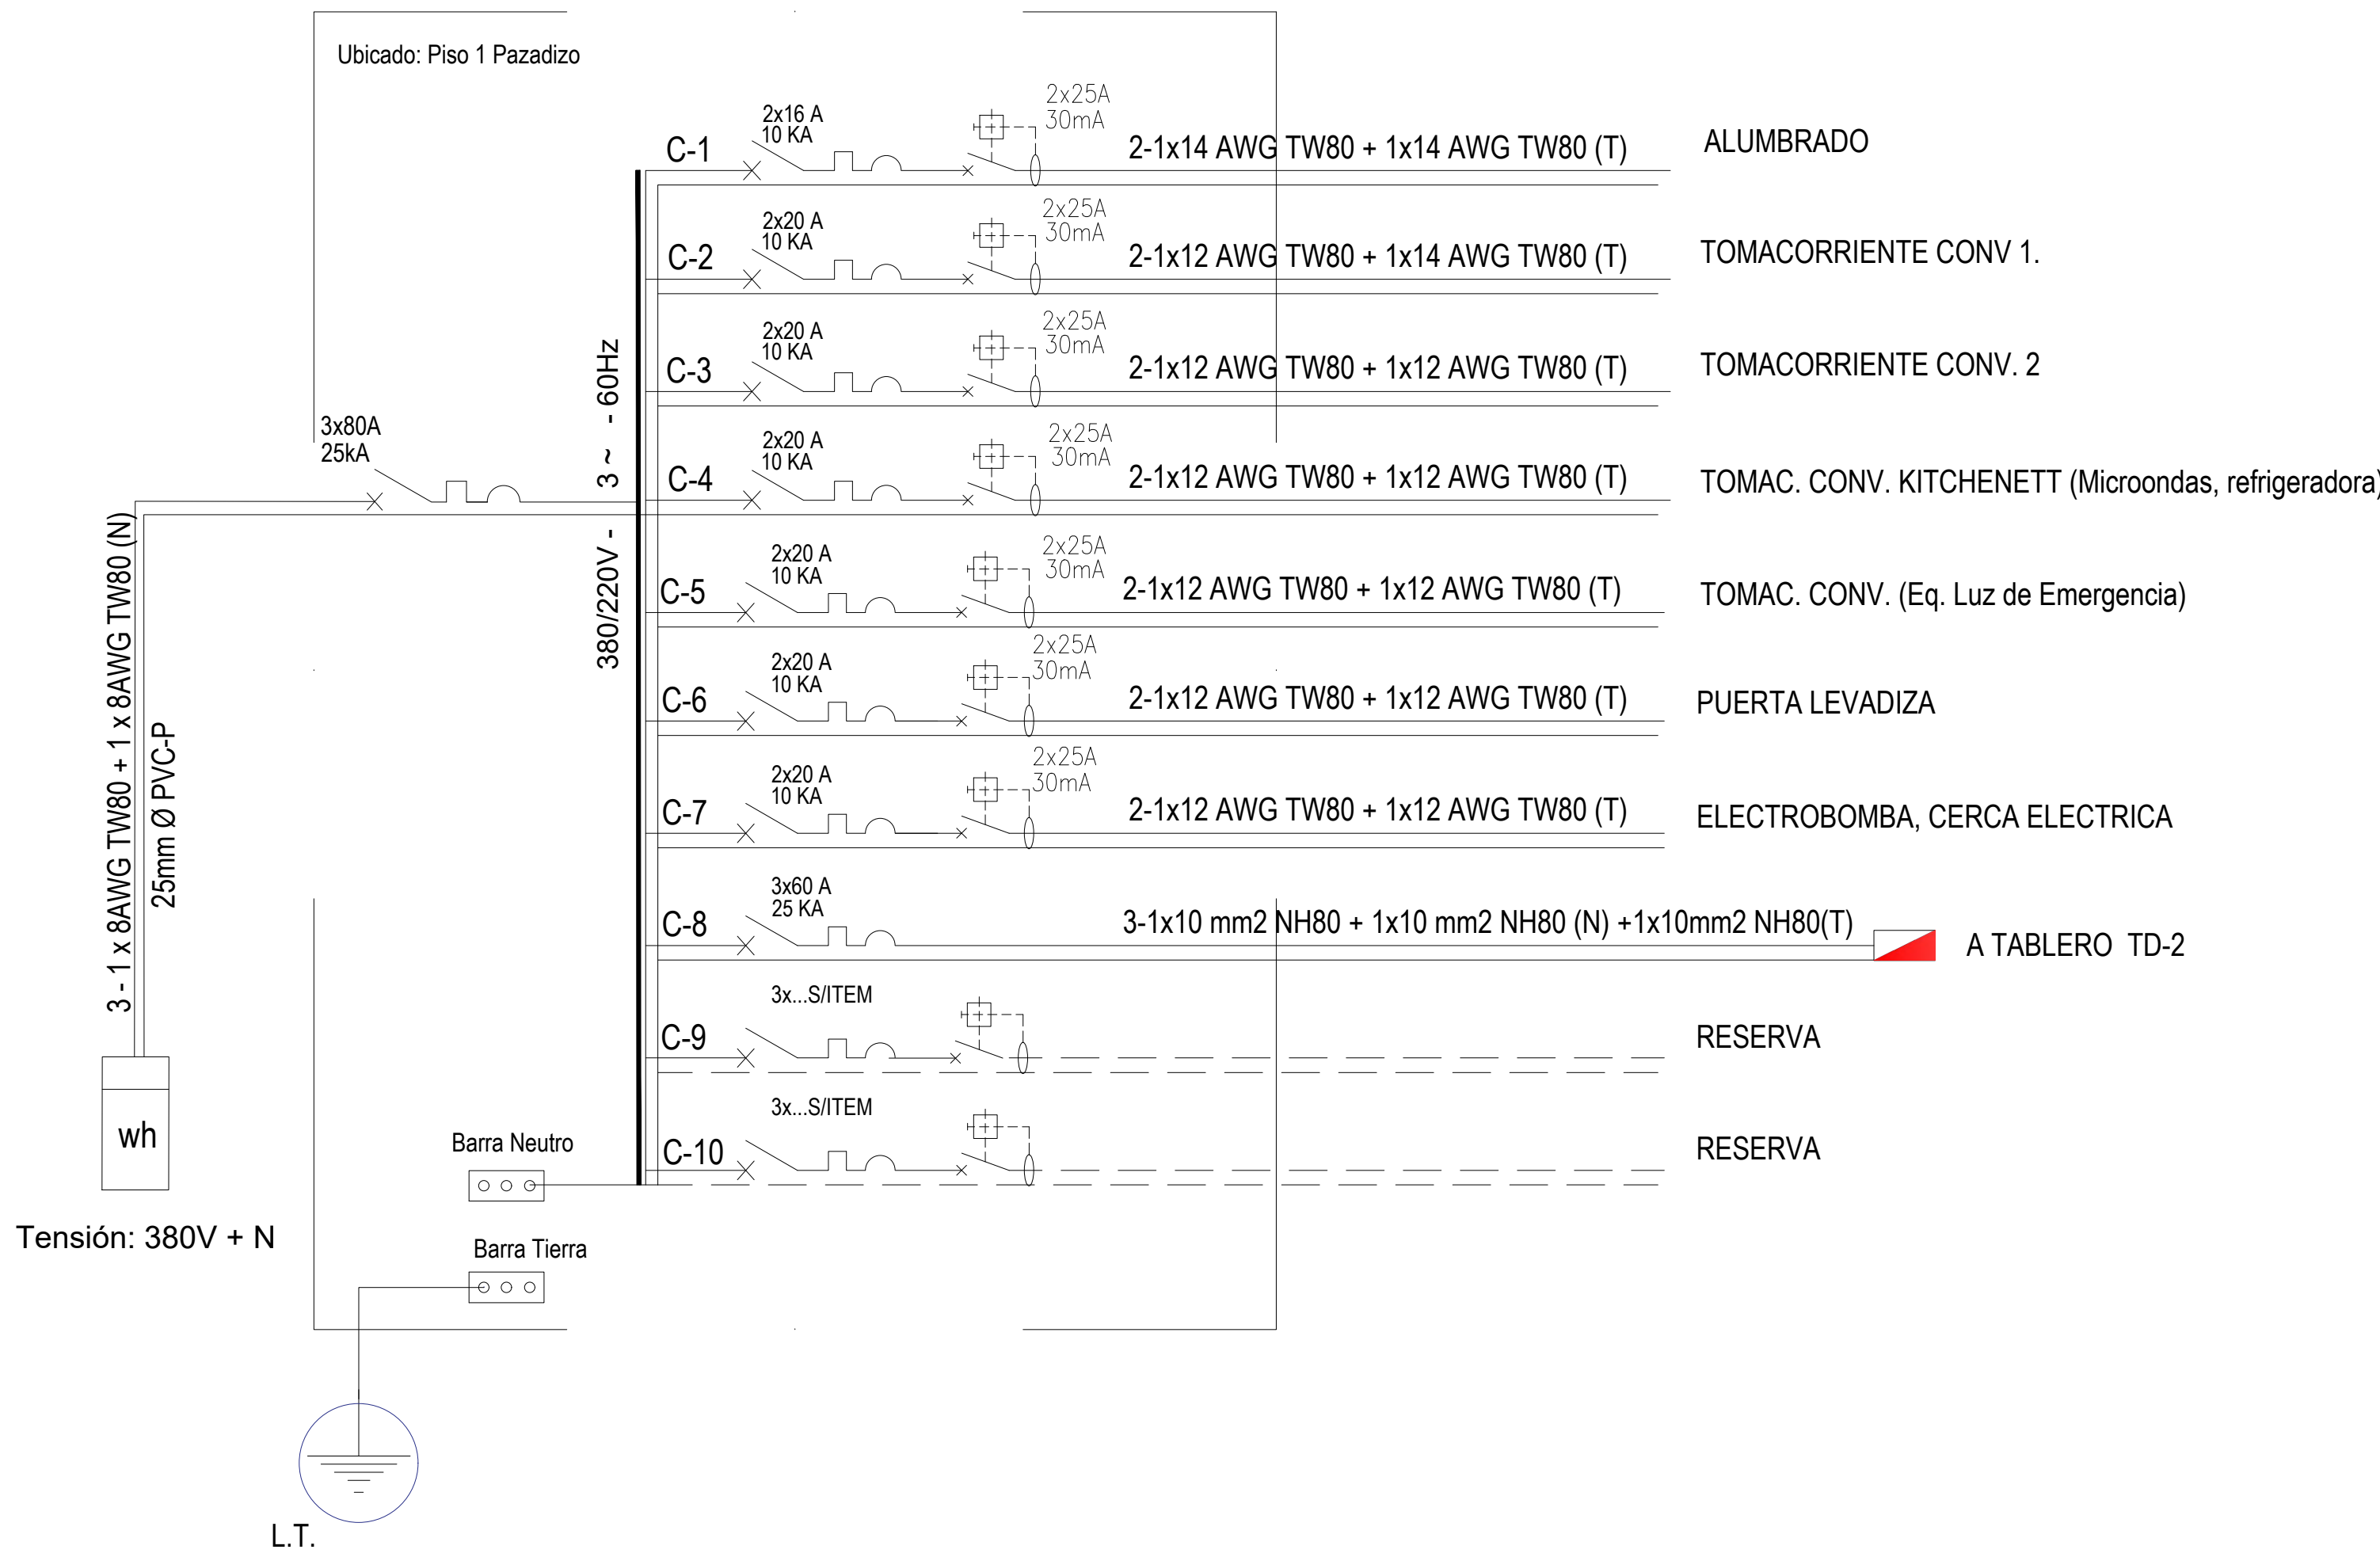 Ubicado: Piso 1 Pazadizo
2x16 A
10 KA
2x25A
30mA
C-1
2-1x14 AWG TW80 + 1x14 AWG TW80 (T)
ALUMBRADO
2x20 A
10 KA
2x25A
30mA
C-2
2-1x12 AWG TW80 + 1x14 AWG TW80 (T)
TOMACORRIENTE CONV 1.
2x20 A
10 KA
2x25A
30mA
C-3
2-1x12 AWG TW80 + 1x12 AWG TW80 (T)
TOMACORRIENTE CONV. 2
3x80A
25kA
380/220V - 3 ~ - 60Hz
2x20 A
10 KA
2x25A
30mA
C-4
2-1x12 AWG TW80 + 1x12 AWG TW80 (T)
TOMAC. CONV. KITCHENETT (Microondas, refrigeradora)
2x20 A
10 KA
2x25A
30mA
C-5
2-1x12 AWG TW80 + 1x12 AWG TW80 (T)
TOMAC. CONV. (Eq. Luz de Emergencia)
2x20 A
10 KA
2x25A
30mA
C-6
2-1x12 AWG TW80 + 1x12 AWG TW80 (T)
PUERTA LEVADIZA
2x20 A
10 KA
2x25A
30mA
C-7
2-1x12 AWG TW80 + 1x12 AWG TW80 (T)
ELECTROBOMBA, CERCA ELECTRICA
3 - 1 x 8AWG TW80 + 1 x 8AWG TW80 (N)
25mm Ø PVC-P
3x60 A
25 KA
C-8
3-1x10 mm2 NH80 + 1x10 mm2 NH80 (N) +1x10mm2 NH80(T)
A TABLERO TD-2
3x...S/ITEM
C-9
RESERVA
3x...S/ITEM
C-10
RESERVA
wh
Tensión: 380V + N
Barra Neutro
Barra Tierra
L.T.